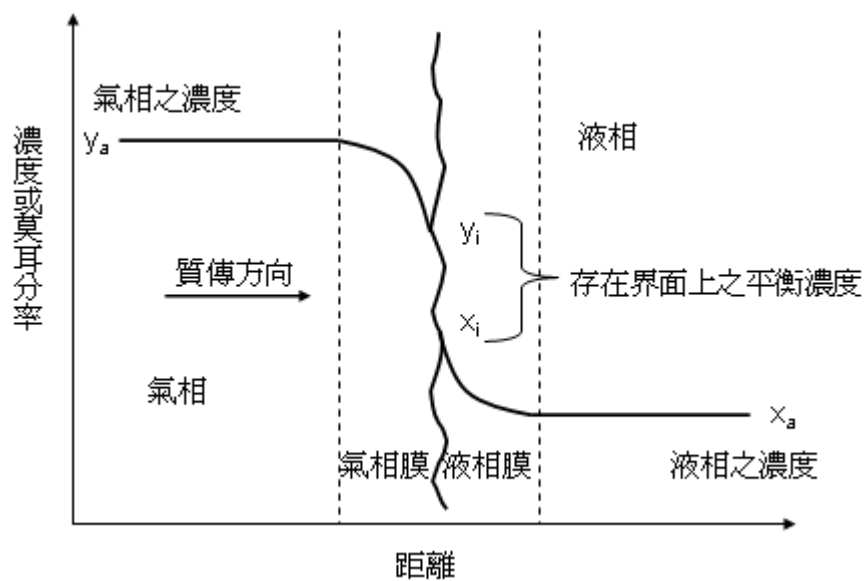 氣相之濃度
yₐ
液相
濃度或莫耳分率
yᵢ
質傳方向
存在界面上之平衡濃度
xᵢ
氣相
xₐ
氣相膜
液相膜
液相之濃度
距離